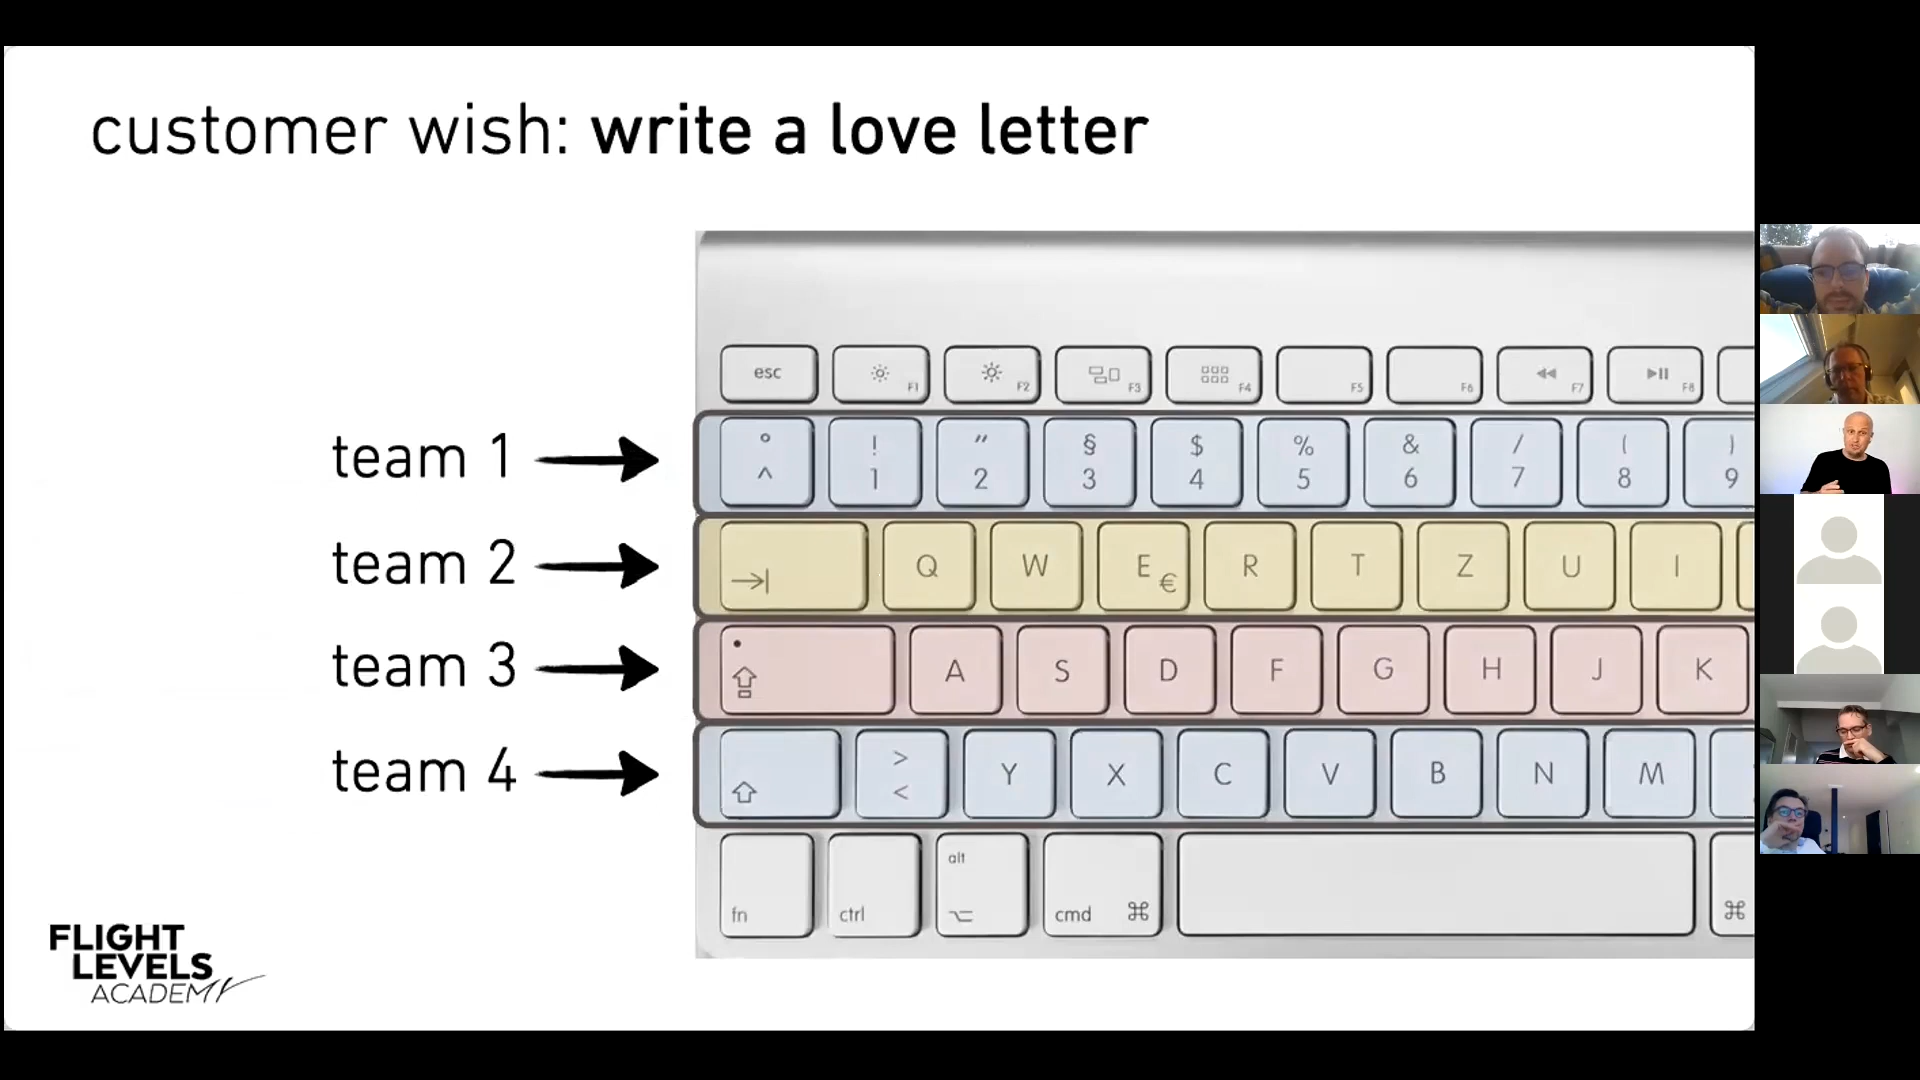 customer wish: write a love letter
esc F1 F2 F3 F4 F5 F6 F7 F8
team 1
° ! " § $ % & / ( )
^ 1 2 3 4 5 6 7 8 9
team 2
Q W E € R T Z U I
team 3
A S D F G H J K
team 4
> < Y X C V B N M
alt
fn ctrl cmd ⌘ ⌘
FLIGHT
LEVELS
ACADEMY